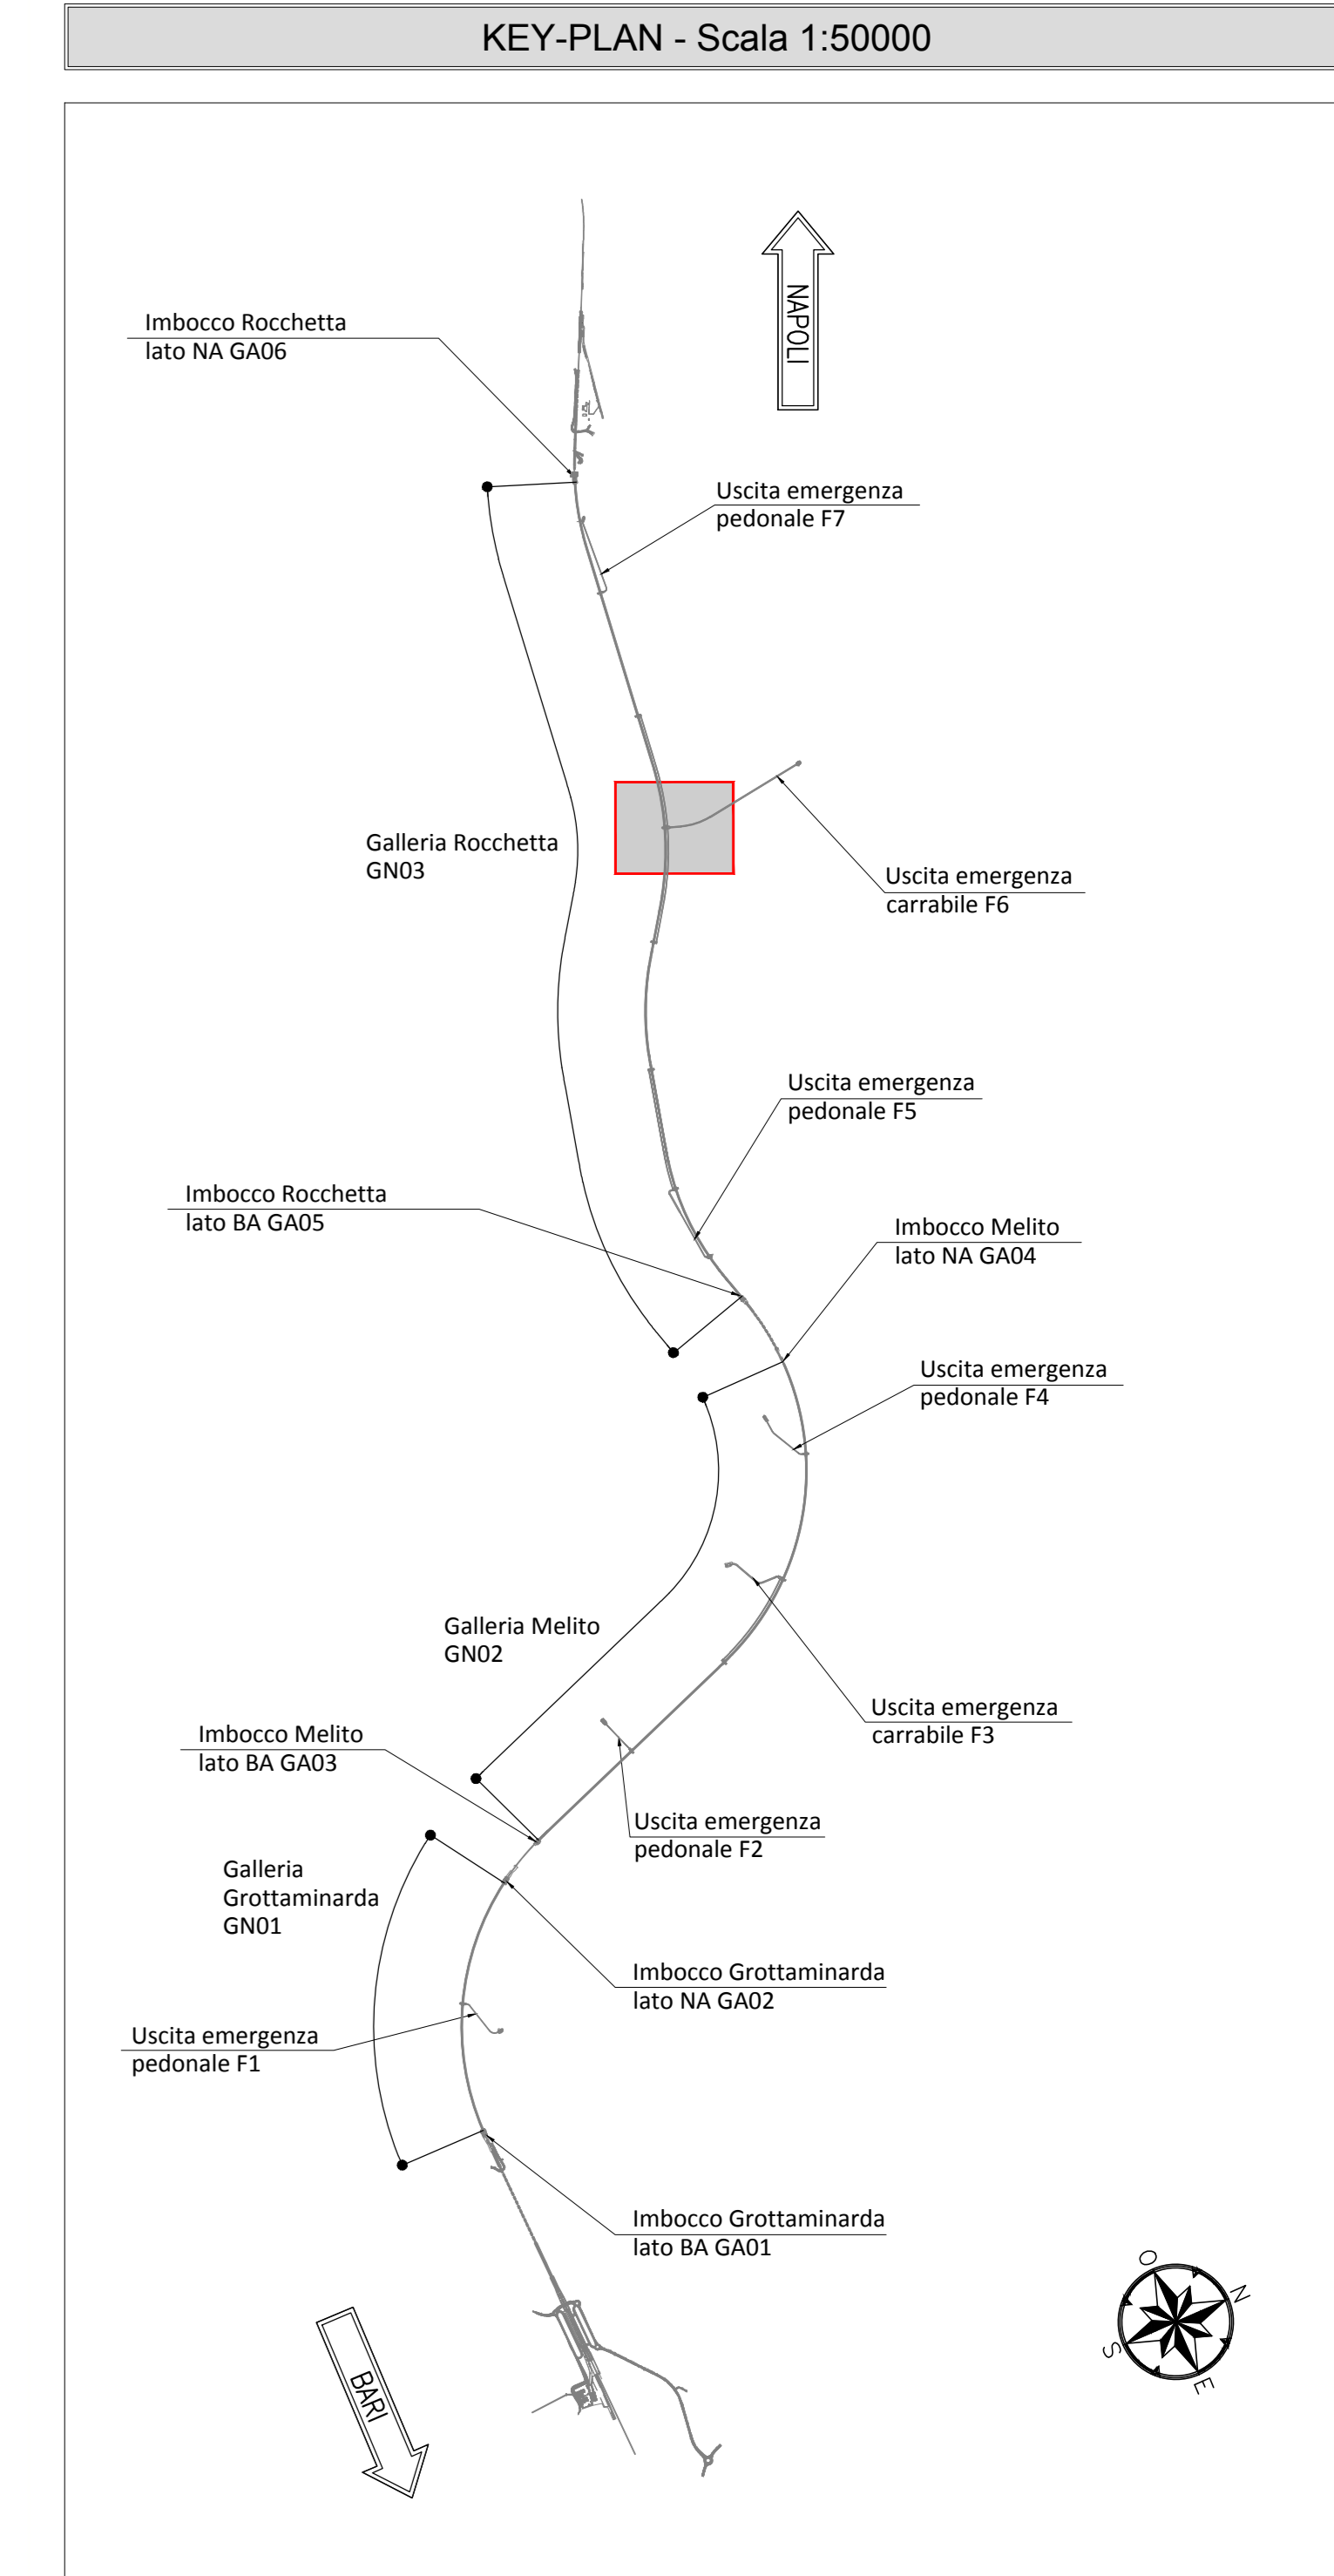 KEY-PLAN - Scala 1:50000
NAPOLI
Imbocco Rocchetta
lato NA GA06
Uscita emergenza
pedonale F7
Galleria Rocchetta
GN03
Uscita emergenza
carrabile F6
Uscita emergenza
pedonale F5
Imbocco Rocchetta
lato BA GA05
Imbocco Melito
lato NA GA04
Uscita emergenza
pedonale F4
Galleria Melito
GN02
Uscita emergenza
carrabile F3
Imbocco Melito
lato BA GA03
Uscita emergenza
pedonale F2
Galleria
Grottaminarda
GN01
Imbocco Grottaminarda
lato NA GA02
Uscita emergenza
pedonale F1
Imbocco Grottaminarda
lato BA GA01
BARI
O
N
S
E